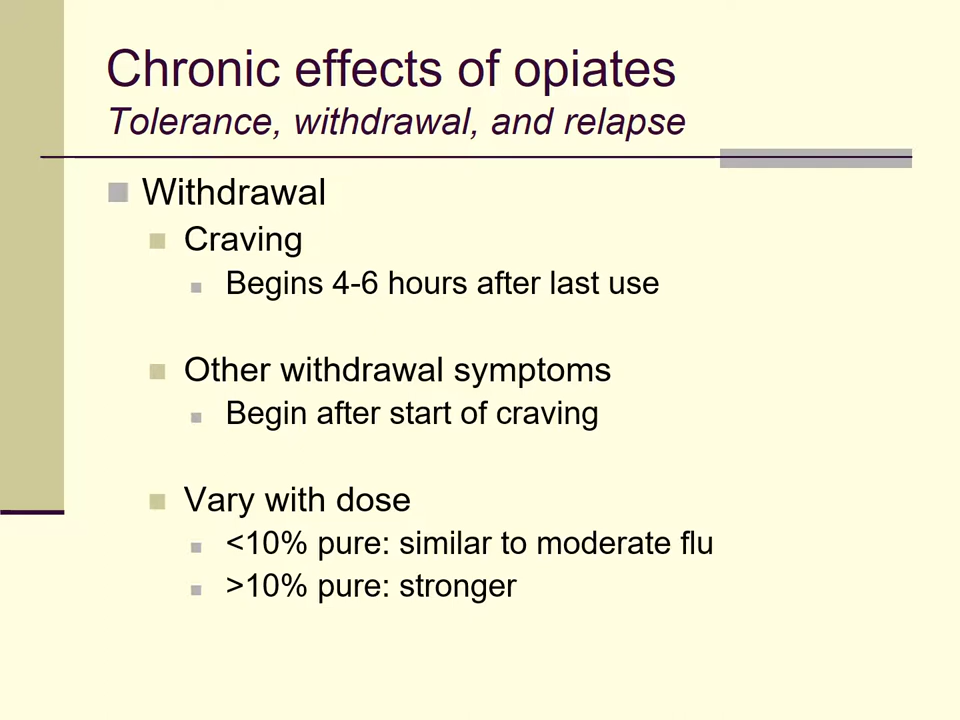 Chronic effects of opiates
Tolerance, withdrawal, and relapse
Withdrawal
Craving
Begins 4-6 hours after last use
Other withdrawal symptoms
Begin after start of craving
Vary with dose
<10% pure: similar to moderate flu
>10% pure: stronger